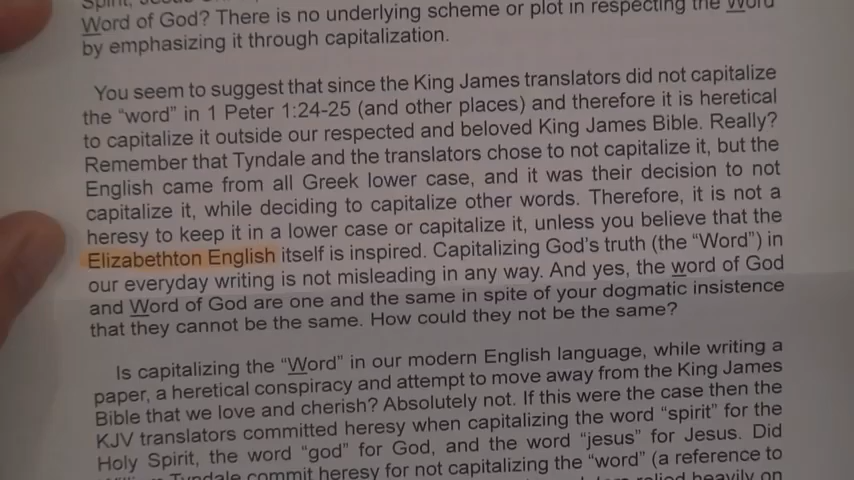 Word of God? There is no underlying scheme or plot in respecting the Word
by emphasizing it through capitalization.
You seem to suggest that since the King James translators did not capitalize
the “word” in 1 Peter 1:24-25 (and other places) and therefore it is heretical
to capitalize it outside our respected and beloved King James Bible. Really?
Remember that Tyndale and the translators chose to not capitalize it, but the
English came from all Greek lower case, and it was their decision to not
capitalize it, while deciding to capitalize other words. Therefore, it is not a
heresy to keep it in a lower case or capitalize it, unless you believe that the
Elizabethton English itself is inspired. Capitalizing God’s truth (the “Word”) in
our everyday writing is not misleading in any way. And yes, the word of God
and Word of God are one and the same in spite of your dogmatic insistence
that they cannot be the same. How could they not be the same?
Is capitalizing the “Word” in our modern English language, while writing a
paper, a heretical conspiracy and attempt to move away from the King James
Bible that we love and cherish? Absolutely not. If this were the case then the
KJV translators committed heresy when capitalizing the word “spirit” for the
Holy Spirit, the word “god” for God, and the word “jesus” for Jesus. Did
Tyndale commit heresy for not capitalizing the “word” (a reference to
relied heavily on